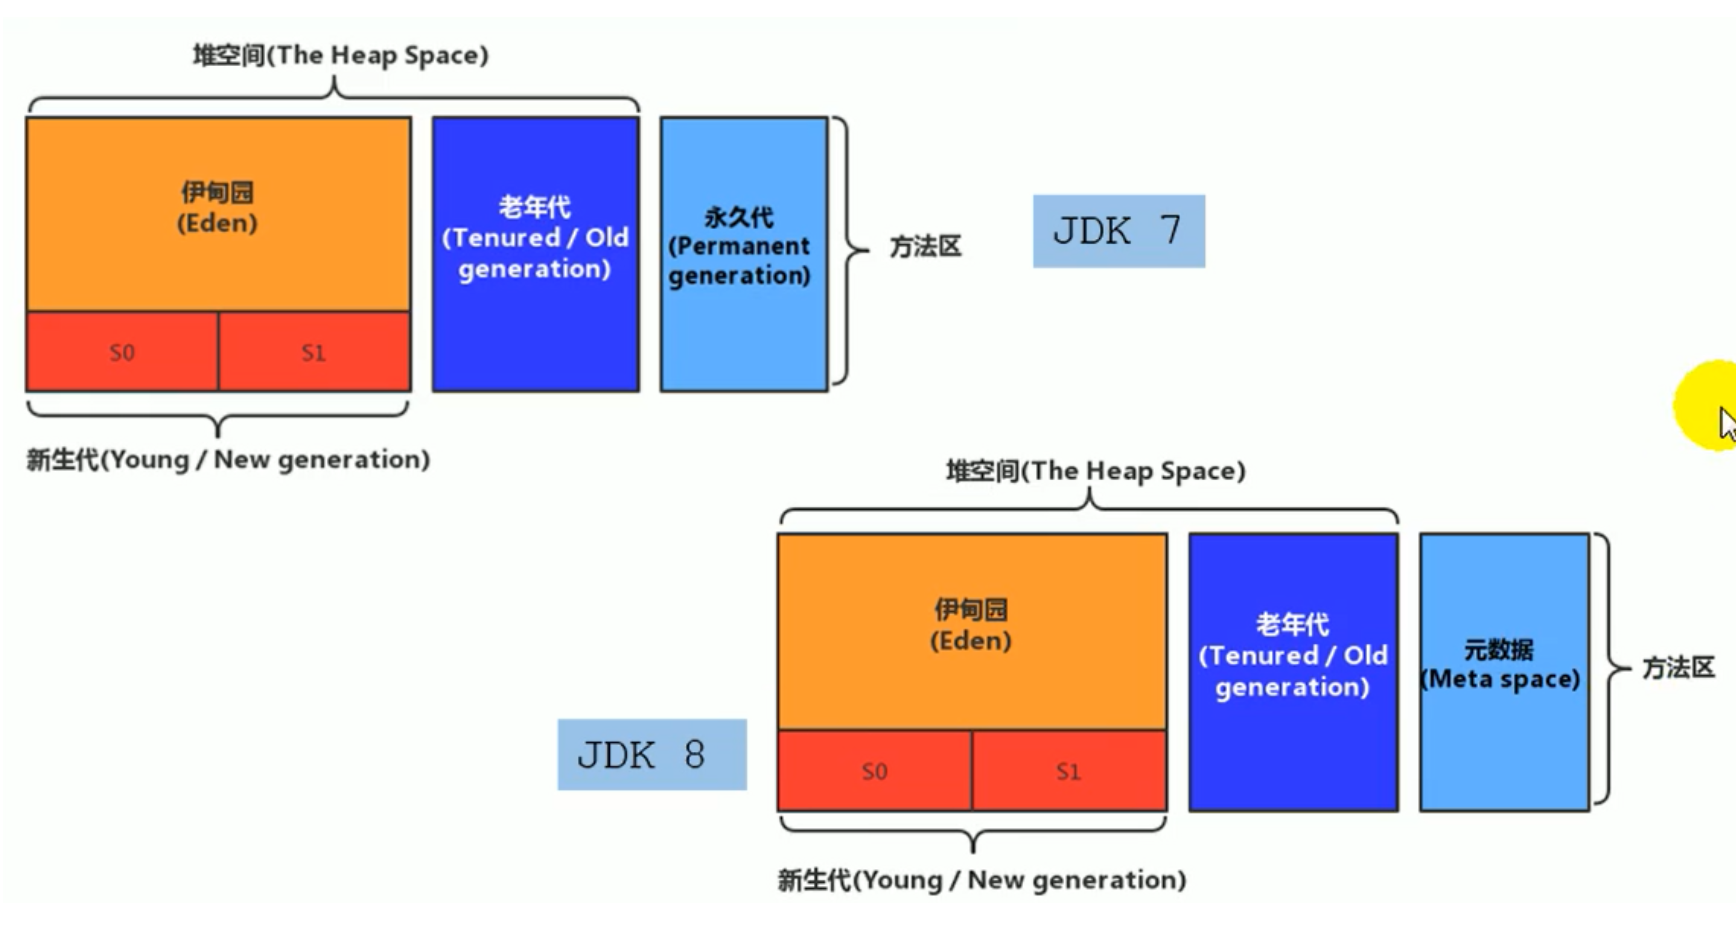 堆空间(The Heap Space)
伊甸园
(Eden)
老年代
(Tenured / Old
generation)
永久代
(Permanent
generation)
方法区
JDK 7
S0
S1
新生代(Young / New generation)
堆空间(The Heap Space)
伊甸园
(Eden)
老年代
(Tenured / Old
generation)
元数据
(Meta space)
方法区
JDK 8
S0
S1
新生代(Young / New generation)